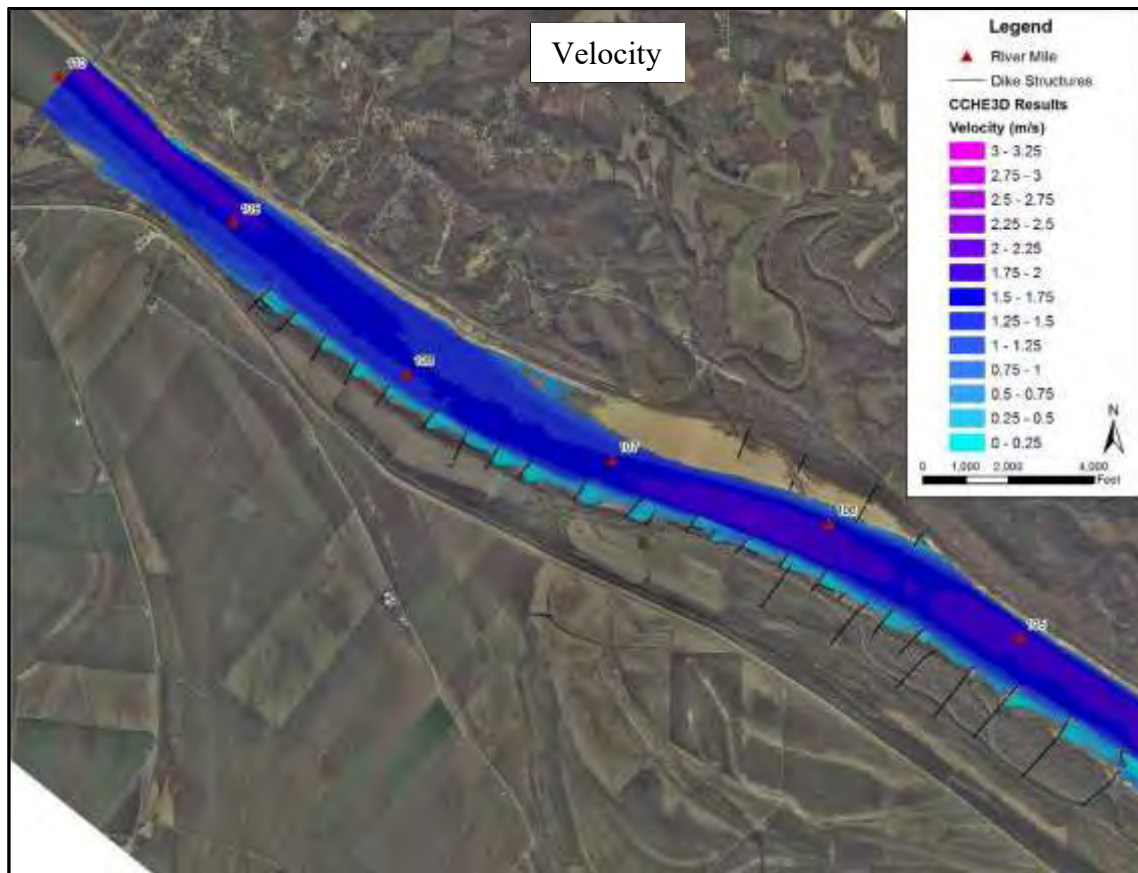 Velocity
Legend
River Mile
Dike Structures
CCHE3D Results
Velocity (m/s)
3 - 3.25
2.75 - 3
2.5 - 2.75
2.25 - 2.5
2 - 2.25
1.75 - 2
1.5 - 1.75
1.25 - 1.5
1 - 1.25
0.75 - 1
0.5 - 0.75
0.25 - 0.5
0 - 0.25
N
0 1,000 2,000 4,000
Feet
110
107
105